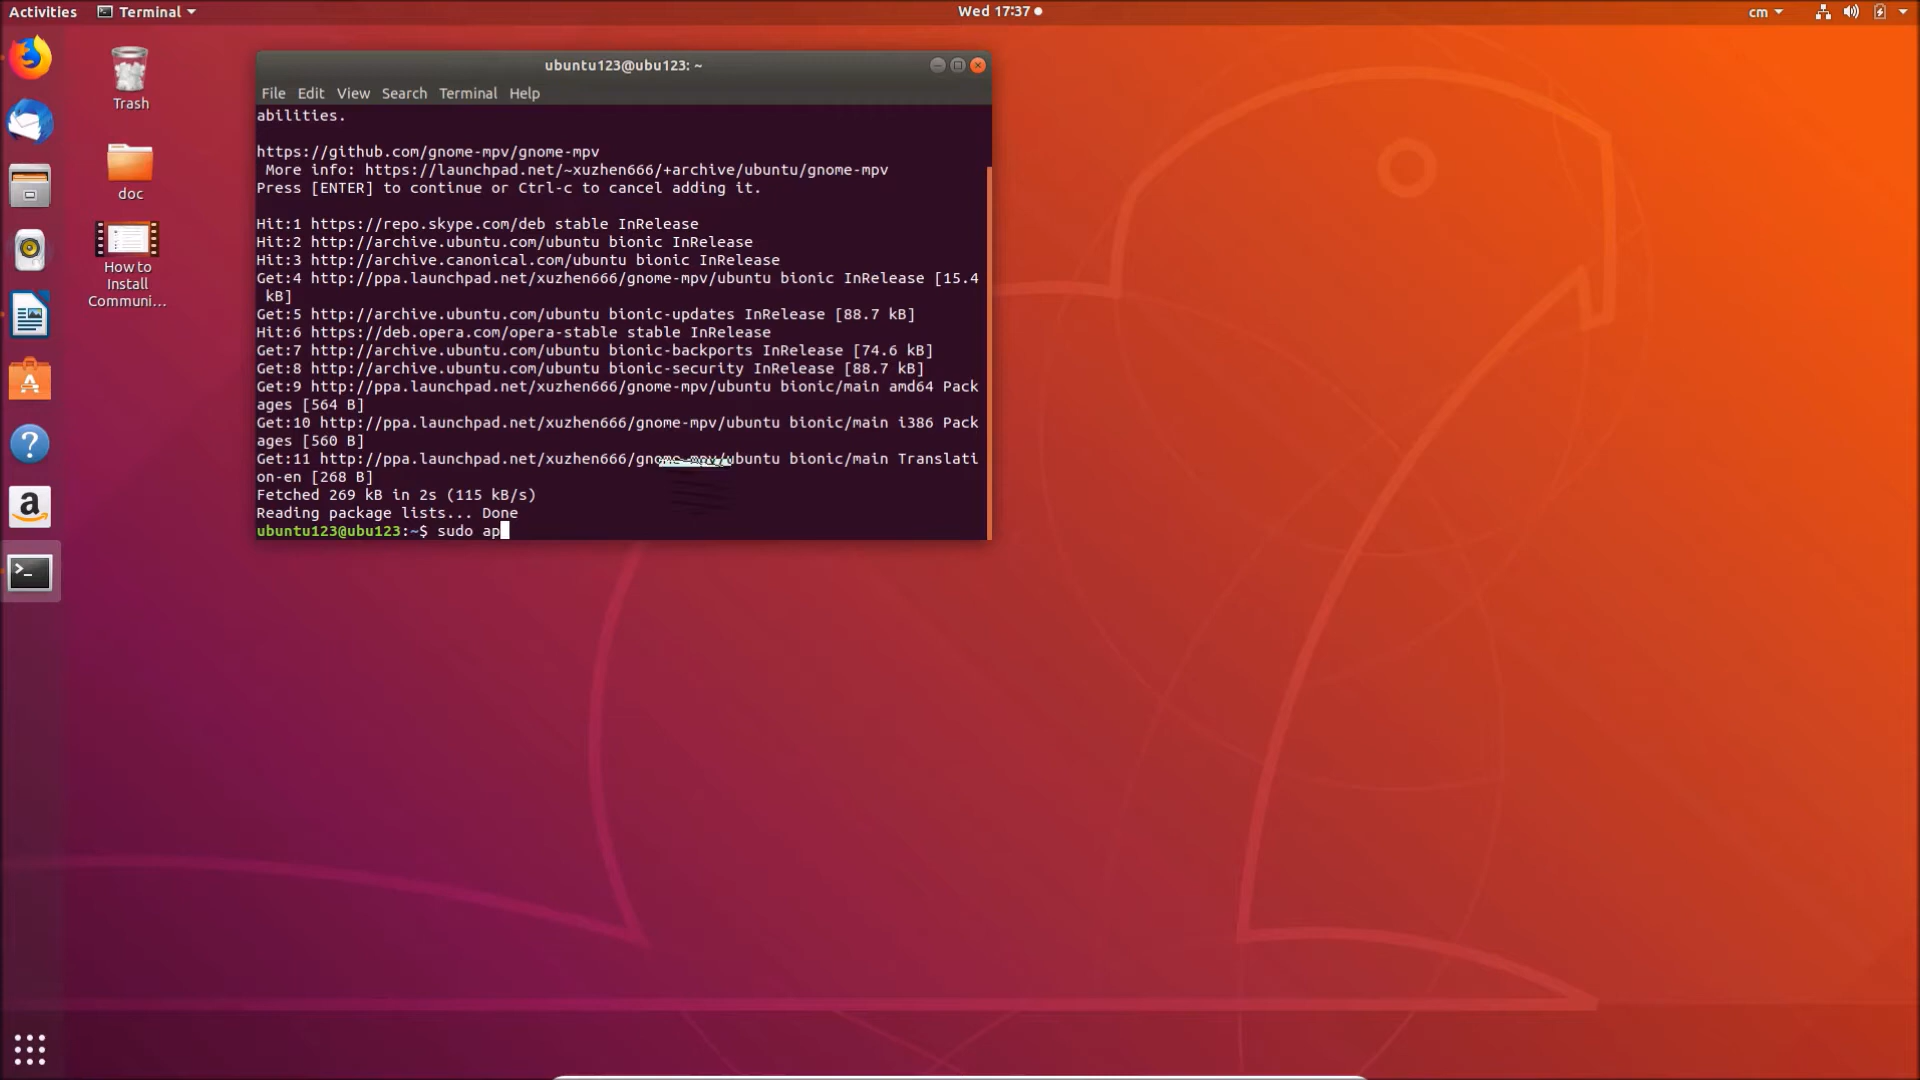 Activities
Terminal
Wed 17:37
cm
Trash
doc
How to
Install
Communi...
ubuntu123@ubu123: ~
File Edit View Search Terminal Help
abilities.
https://github.com/gnome-mpv/gnome-mpv
More info: https://launchpad.net/~xuzhen666/+archive/ubuntu/gnome-mpv
Press [ENTER] to continue or Ctrl-c to cancel adding it.
Hit:1 https://repo.skype.com/deb stable InRelease
Hit:2 http://archive.ubuntu.com/ubuntu bionic InRelease
Hit:3 http://archive.canonical.com/ubuntu bionic InRelease
Get:4 http://ppa.launchpad.net/xuzhen666/gnome-mpv/ubuntu bionic InRelease [15.4
kB]
Get:5 http://archive.ubuntu.com/ubuntu bionic-updates InRelease [88.7 kB]
Hit:6 https://deb.opera.com/opera-stable stable InRelease
Get:7 http://archive.ubuntu.com/ubuntu bionic-backports InRelease [74.6 kB]
Get:8 http://archive.ubuntu.com/ubuntu bionic-security InRelease [88.7 kB]
Get:9 http://ppa.launchpad.net/xuzhen666/gnome-mpv/ubuntu bionic/main amd64 Pack
ages [564 B]
Get:10 http://ppa.launchpad.net/xuzhen666/gnome-mpv/ubuntu bionic/main i386 Pack
ages [560 B]
Get:11 http://ppa.launchpad.net/xuzhen666/gnome-mpv/ubuntu bionic/main Translati
on-en [268 B]
Fetched 269 kB in 2s (115 kB/s)
Reading package lists... Done
ubuntu123@ubu123:~$ sudo ap